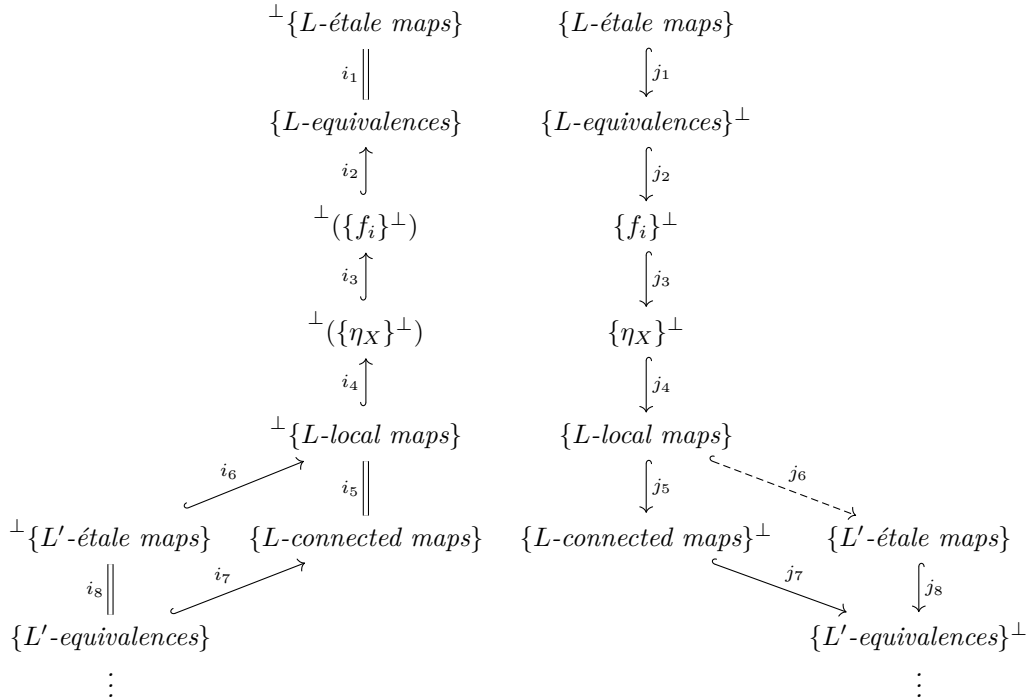 ⊥{L-étale maps} {L-étale maps}
i₁ j₁
{L-equivalences} {L-equivalences}⊥
i₂ j₂
⊥({fᵢ}⊥) {fᵢ}⊥
i₃ j₃
⊥({η_X}⊥) {η_X}⊥
i₄ j₄
⊥{L-local maps} {L-local maps}
i₆ i₅ j₅ j₆
⊥{L′-étale maps} {L-connected maps} {L-connected maps}⊥ {L′-étale maps}
i₈ i₇ j₇ j₈
{L′-equivalences} {L′-equivalences}⊥
⋮ ⋮